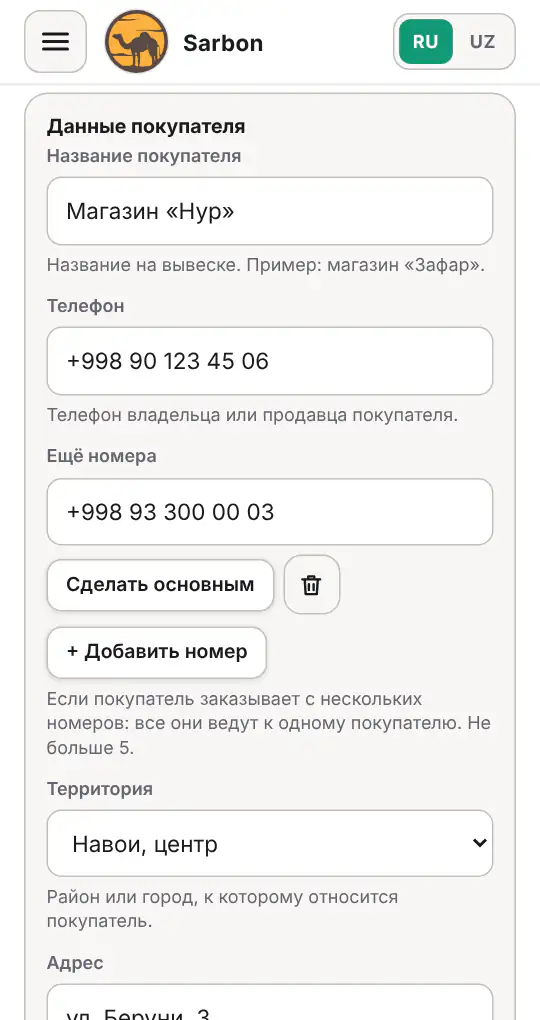 Sarbon
RU
UZ
Данные покупателя
Название покупателя
Магазин «Нур»
Название на вывеске. Пример: магазин «Зафар».
Телефон
+998 90 123 45 06
Телефон владельца или продавца покупателя.
Ещё номера
+998 93 300 00 03
Сделать основным
+ Добавить номер
Если покупатель заказывает с нескольких
номеров: все они ведут к одному покупателю. Не
больше 5.
Территория
Навои, центр
Район или город, к которому относится
покупатель.
Адрес
ул. Беруни, 3